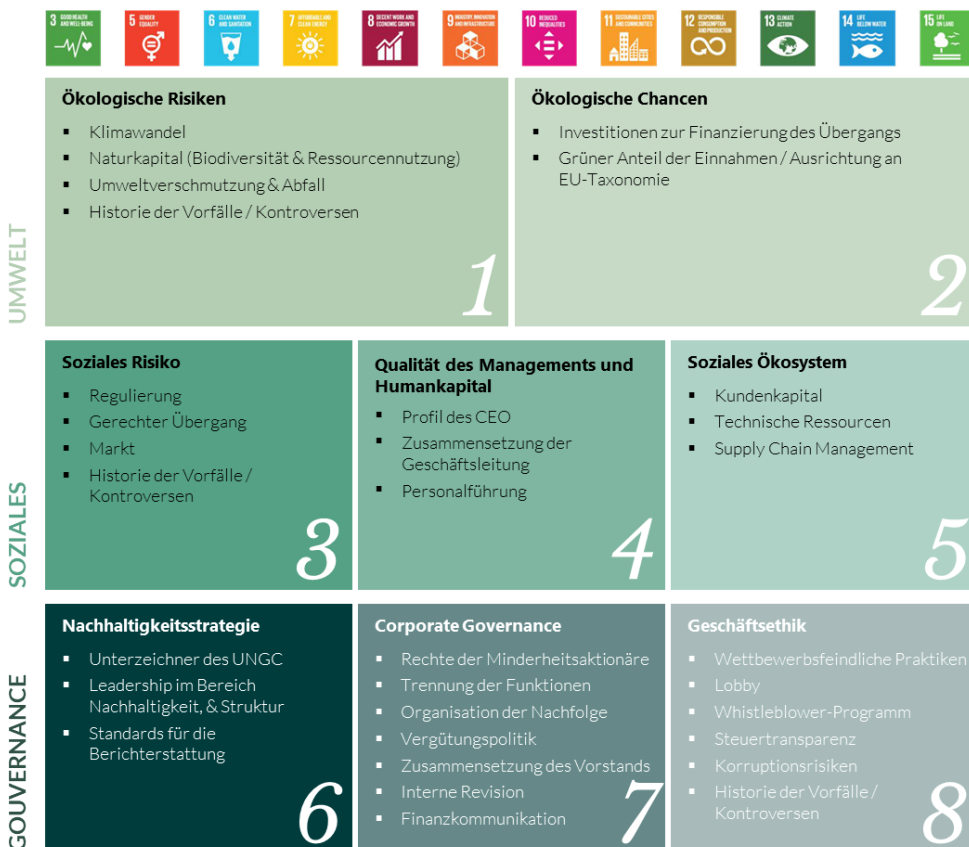 3 GOOD HEALTH
AND WELL-BEING
5 GENDER
EQUALITY
6 CLEAN WATER
AND SANITATION
7 AFFORDABLE AND
CLEAN ENERGY
8 DECENT WORK AND
ECONOMIC GROWTH
9 INDUSTRY, INNOVATION
AND INFRASTRUCTURE
10 REDUCED
INEQUALITIES
11 SUSTAINABLE CITIES
AND COMMUNITIES
12 RESPONSIBLE
CONSUMPTION
AND PRODUCTION
13 CLIMATE
ACTION
14 LIFE
BELOW WATER
15 LIFE
ON LAND
UMWELT
Ökologische Risiken
▪ Klimawandel
▪ Naturkapital (Biodiversität & Ressourcennutzung)
▪ Umweltverschmutzung & Abfall
▪ Historie der Vorfälle / Kontroversen
1
Ökologische Chancen
▪ Investitionen zur Finanzierung des Übergangs
▪ Grüner Anteil der Einnahmen / Ausrichtung an
EU-Taxonomie
2
SOZIALES
Soziales Risiko
▪ Regulierung
▪ Gerechter Übergang
▪ Markt
▪ Historie der Vorfälle /
Kontroversen
3
Qualität des Managements und
Humankapital
▪ Profil des CEO
▪ Zusammensetzung der
Geschäftsleitung
▪ Personalführung
4
Soziales Ökosystem
▪ Kundenkapital
▪ Technische Ressourcen
▪ Supply Chain Management
5
GOUVERNANCE
Nachhaltigkeitsstrategie
▪ Unterzeichner des UNGC
▪ Leadership im Bereich
Nachhaltigkeit, & Struktur
▪ Standards für die
Berichterstattung
6
Corporate Governance
▪ Rechte der Minderheitsaktionäre
▪ Trennung der Funktionen
▪ Organisation der Nachfolge
▪ Vergütungspolitik
▪ Zusammensetzung des Vorstands
▪ Interne Revision
▪ Finanzkommunikation
7
Geschäftsethik
▪ Wettbewerbsfeindliche Praktiken
▪ Lobby
▪ Whistleblower-Programm
▪ Steuertransparenz
▪ Korruptionsrisiken
▪ Historie der Vorfälle /
Kontroversen
8